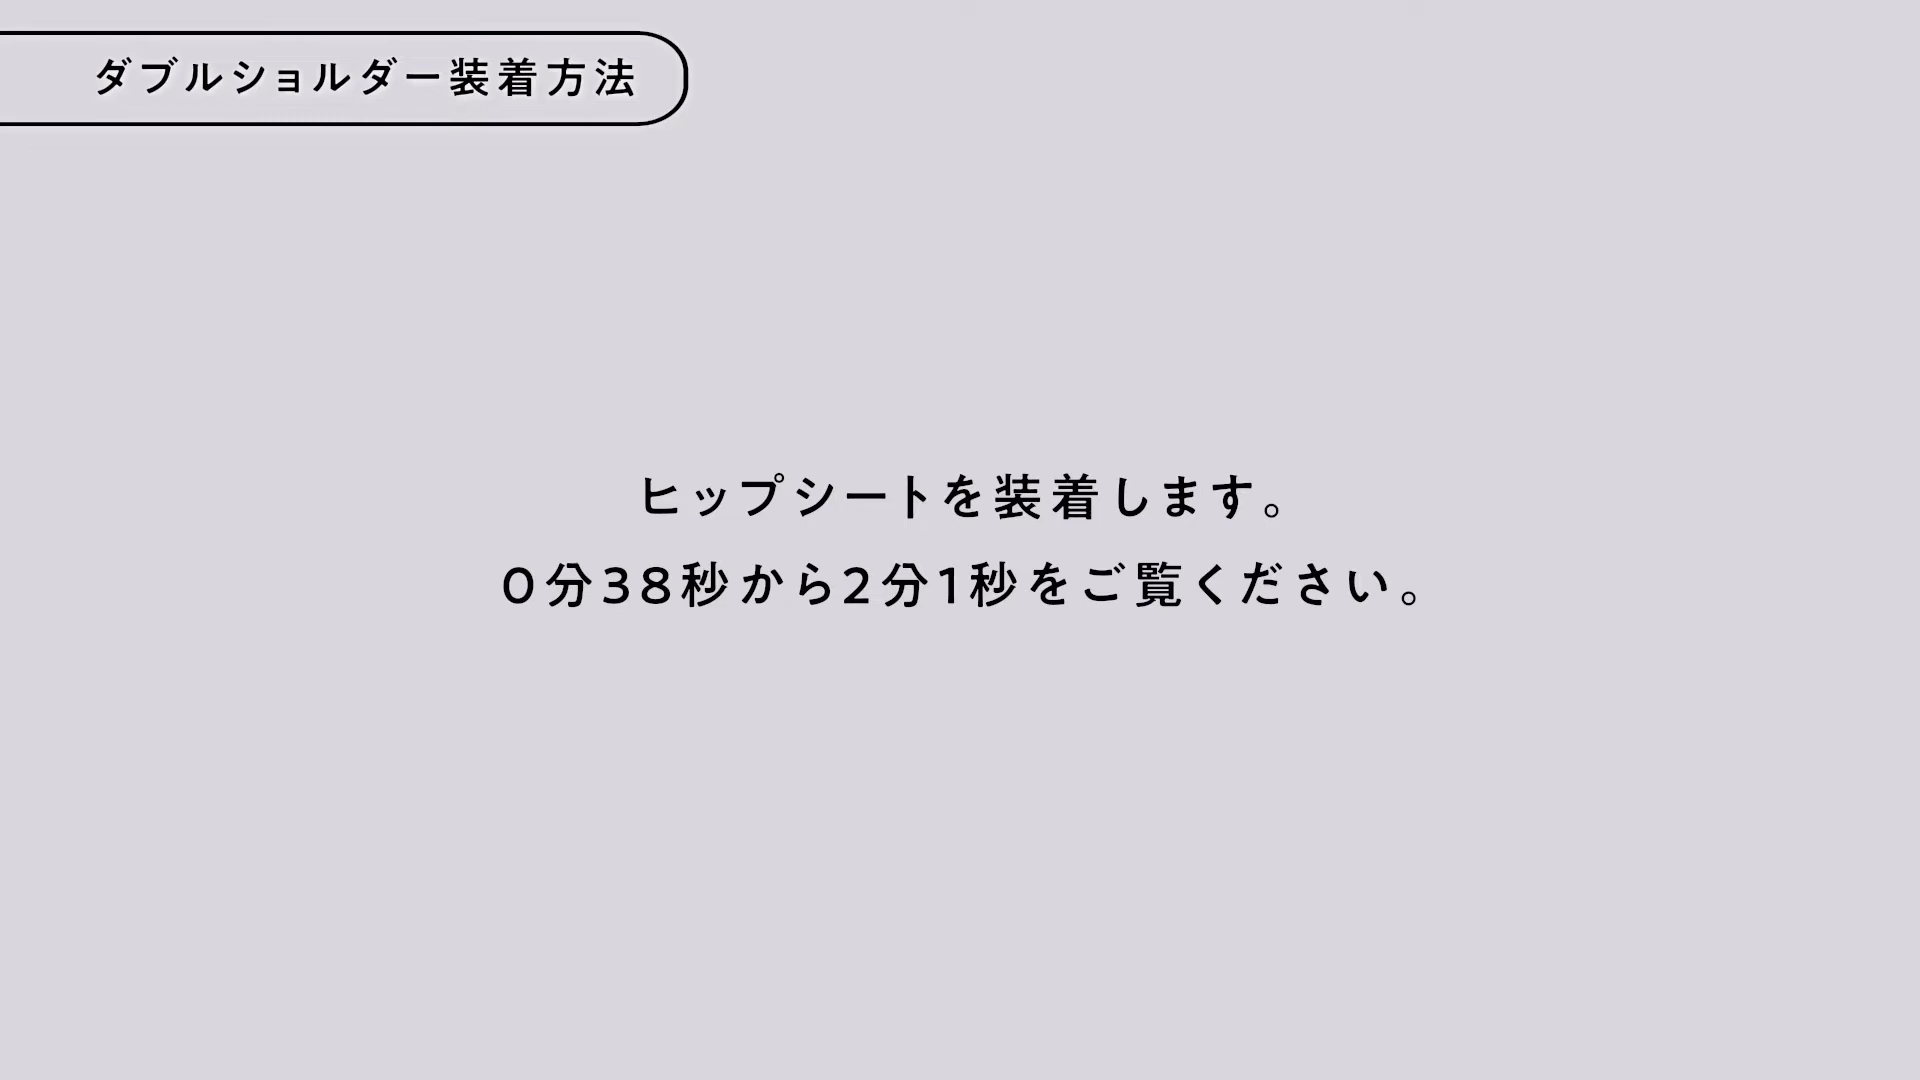 ダブルショルダー装着方法
ヒップシートを装着します。
0分38秒から2分1秒をご覧ください。